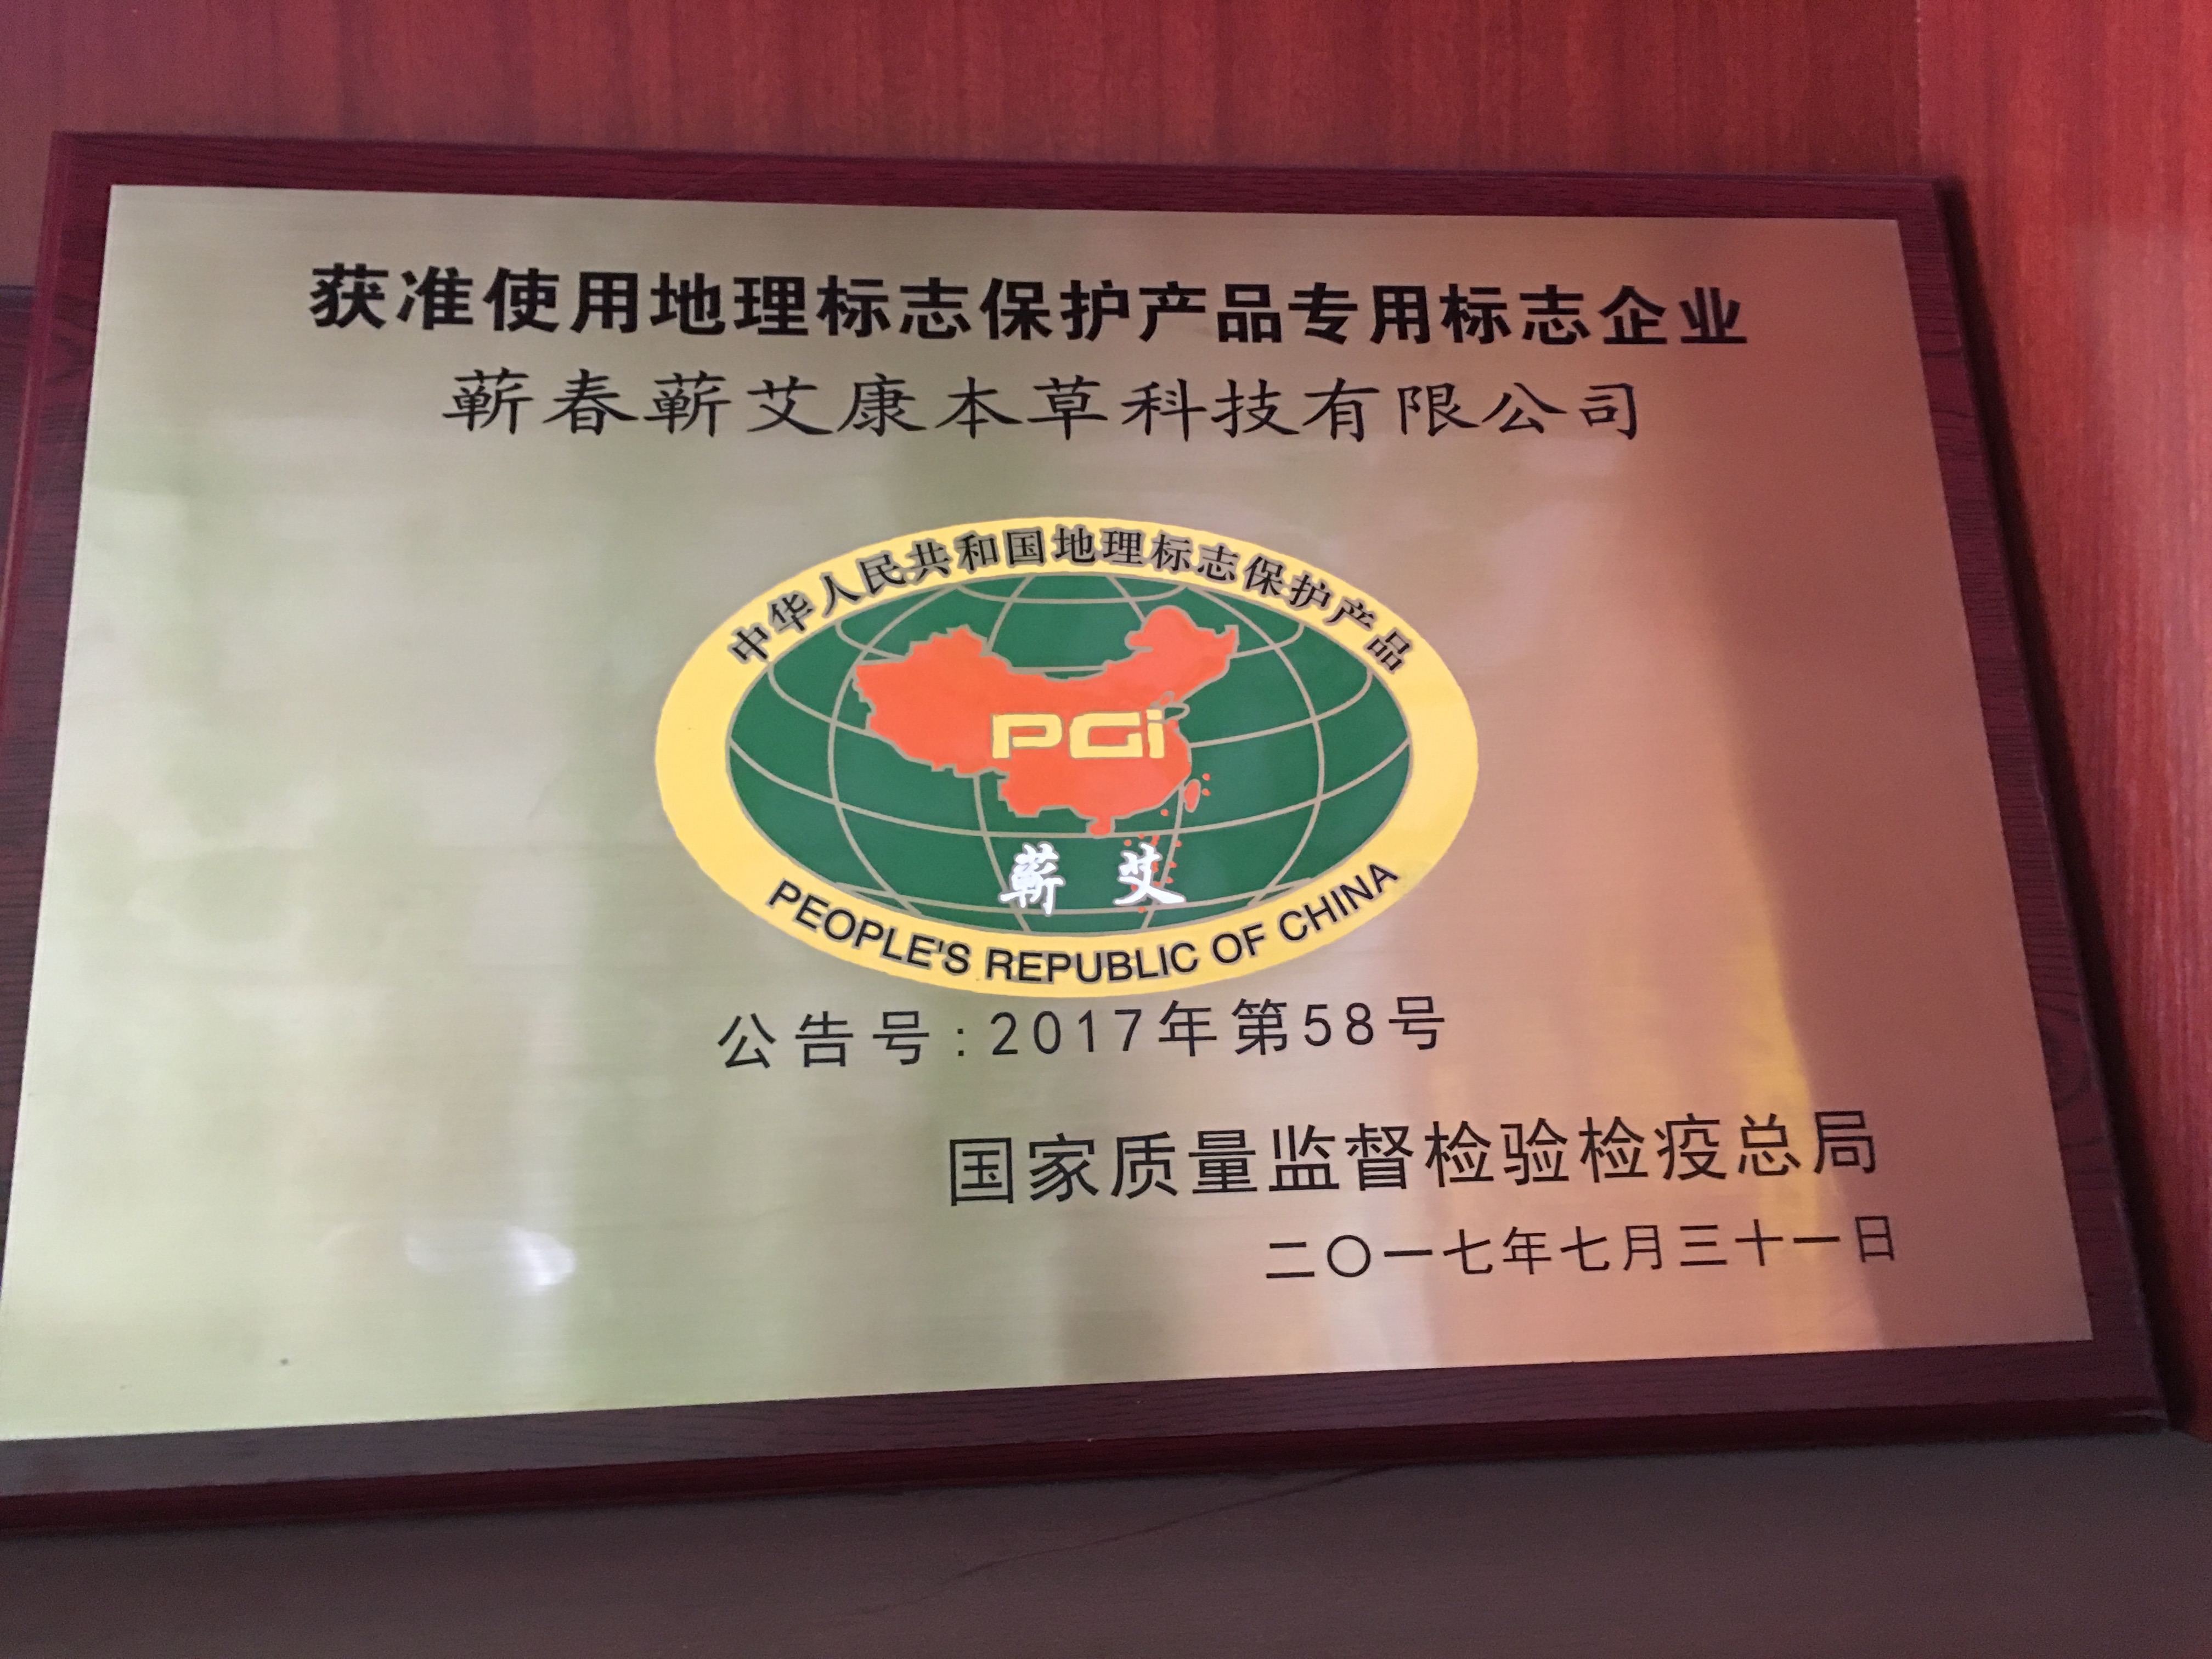 获准使用地理标志保护产品专用标志企业
蕲春蕲艾康本草科技有限公司
中华人民共和国地理标志保护产品
PGi
蕲艾
PEOPLE'S REPUBLIC OF CHINA
公告号:2017年第58号
国家质量监督检验检疫总局
二〇一七年七月三十一日